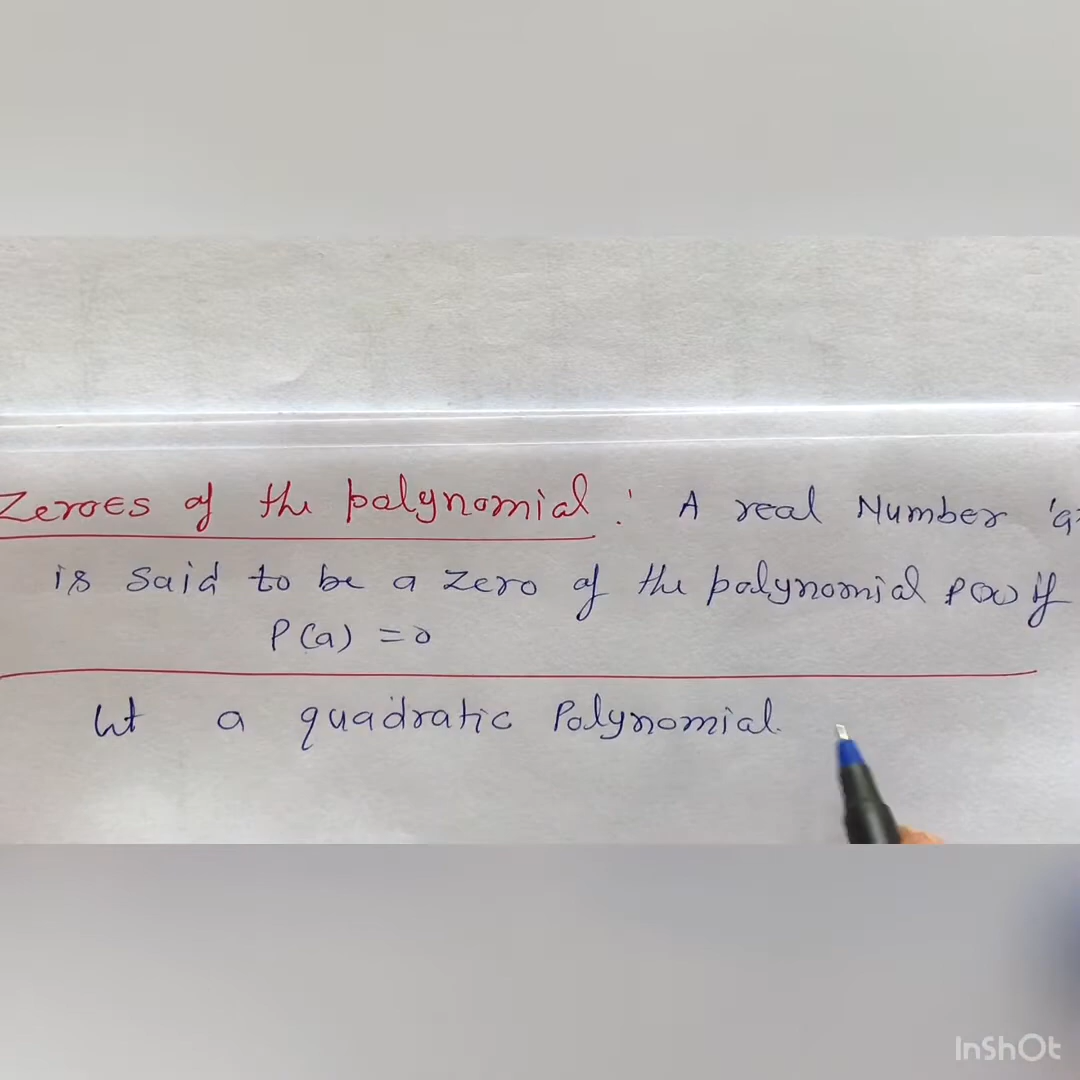 Zeroes of the polynomial : A real Number 'a'
is said to be a zero of the polynomial P(x) if
P(a) = 0
let a quadratic Polynomial.
InShOt